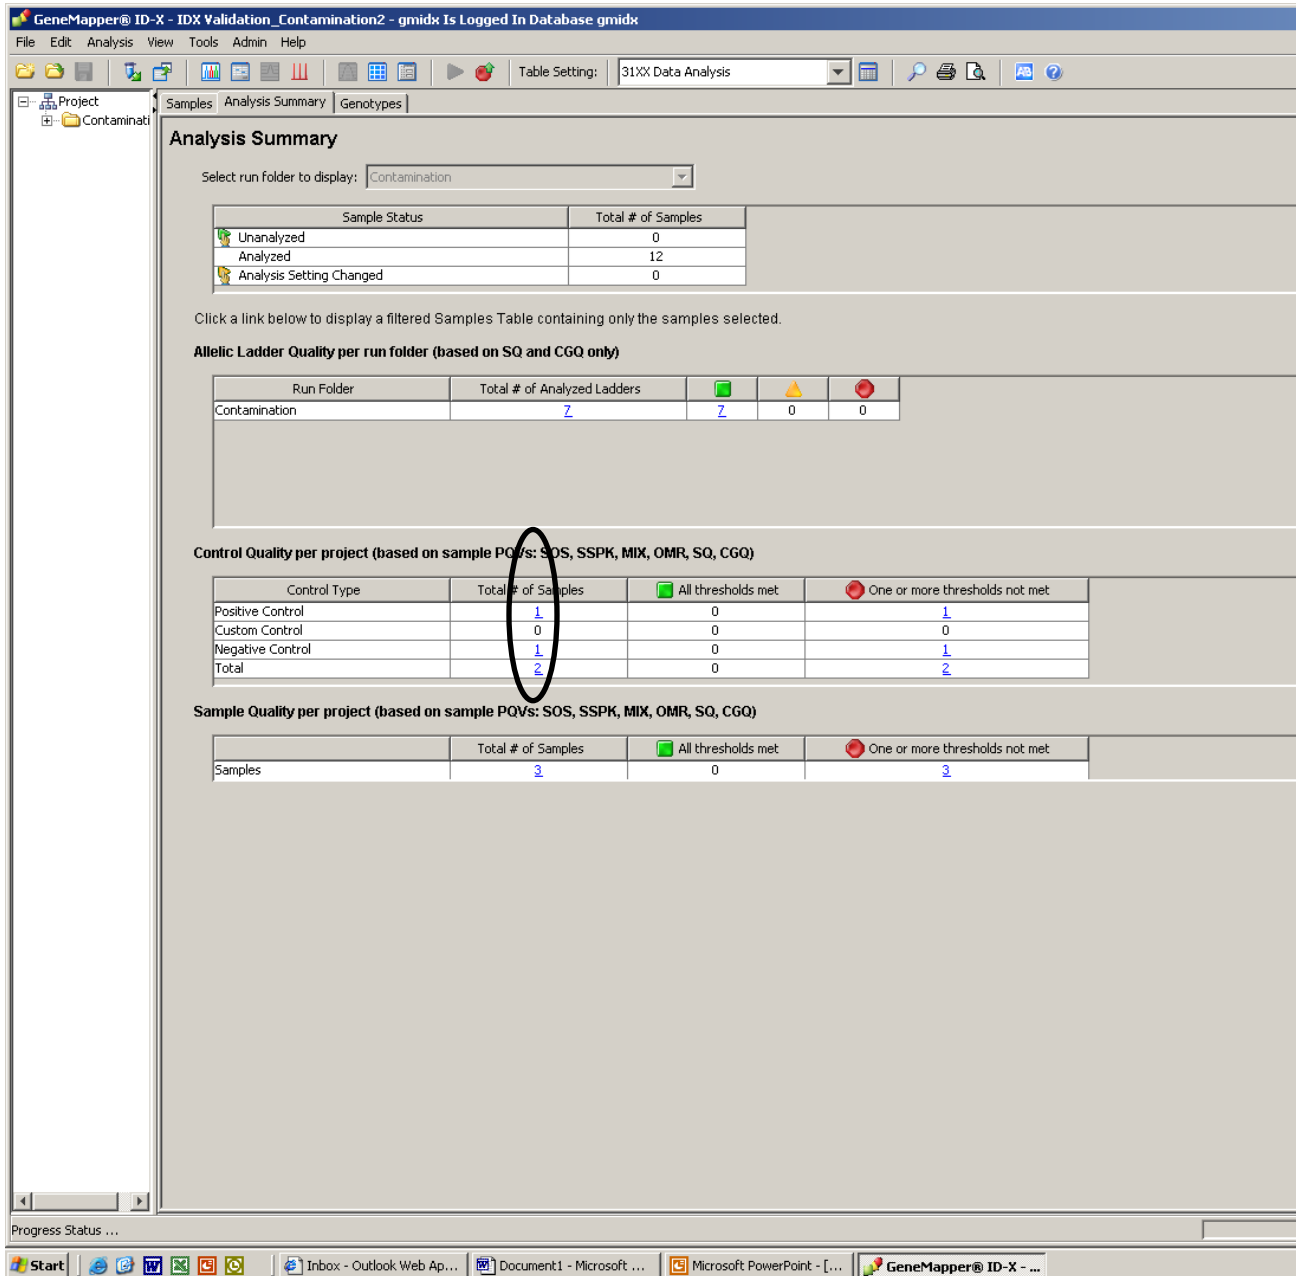 GeneMapper® ID-X - IDX Validation_Contamination2 - gmidx Is Logged In Database gmidx
File Edit Analysis View Tools Admin Help
Table Setting: 31XX Data Analysis
Project
Contaminati
Samples Analysis Summary Genotypes
Analysis Summary
Select run folder to display: Contamination
Sample Status Total # of Samples
Unanalyzed 0
Analyzed 12
Analysis Setting Changed 0
Click a link below to display a filtered Samples Table containing only the samples selected.
Allelic Ladder Quality per run folder (based on SQ and CGQ only)
Run Folder Total # of Analyzed Ladders
Contamination 7 7 0 0
Control Quality per project (based on sample PQVs: SOS, SSPK, MIX, OMR, SQ, CGQ)
Control Type Total # of Samples All thresholds met One or more thresholds not met
Positive Control 1 0 1
Custom Control 0 0 0
Negative Control 1 0 1
Total 2 0 2
Sample Quality per project (based on sample PQVs: SOS, SSPK, MIX, OMR, SQ, CGQ)
Total # of Samples All thresholds met One or more thresholds not met
Samples 3 0 3
Progress Status ...
Start Inbox - Outlook Web Ap... Document1 - Microsoft ... Microsoft PowerPoint - [... GeneMapper® ID-X - ...